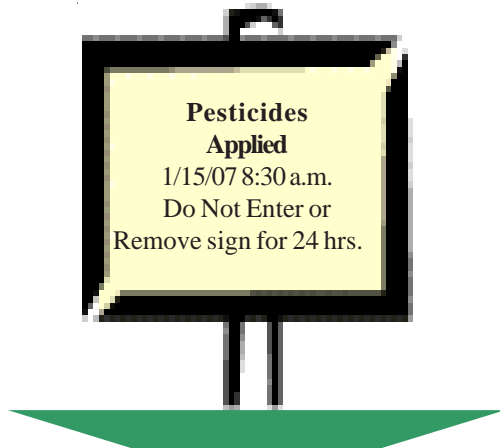 Pesticides
Applied
1/15/07 8:30 a.m.
Do Not Enter or
Remove sign for 24 hrs.